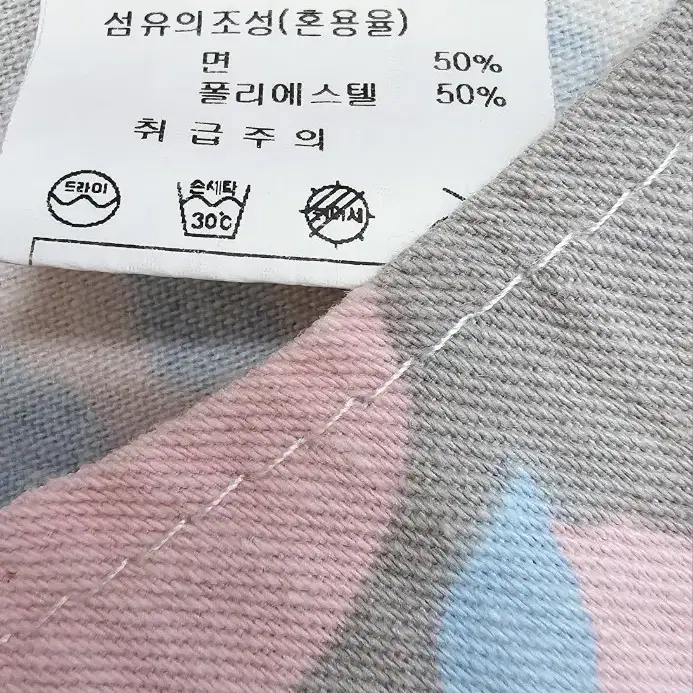 섬유의조성(혼용율)
면 50%
폴리에스텔 50%
취급주의
드라이
손세탁
30℃